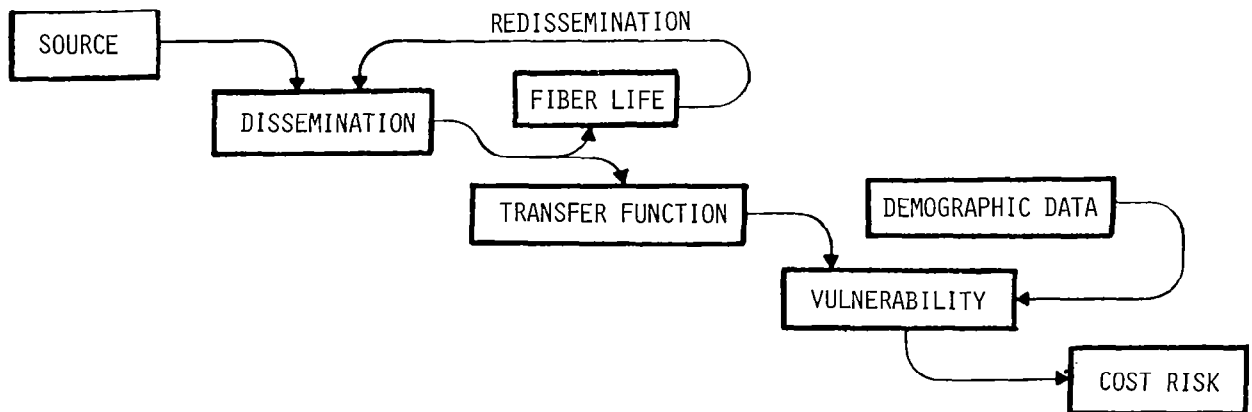 REDISSEMINATION
SOURCE
FIBER LIFE
DISSEMINATION
TRANSFER FUNCTION
DEMOGRAPHIC DATA
VULNERABILITY
COST RISK